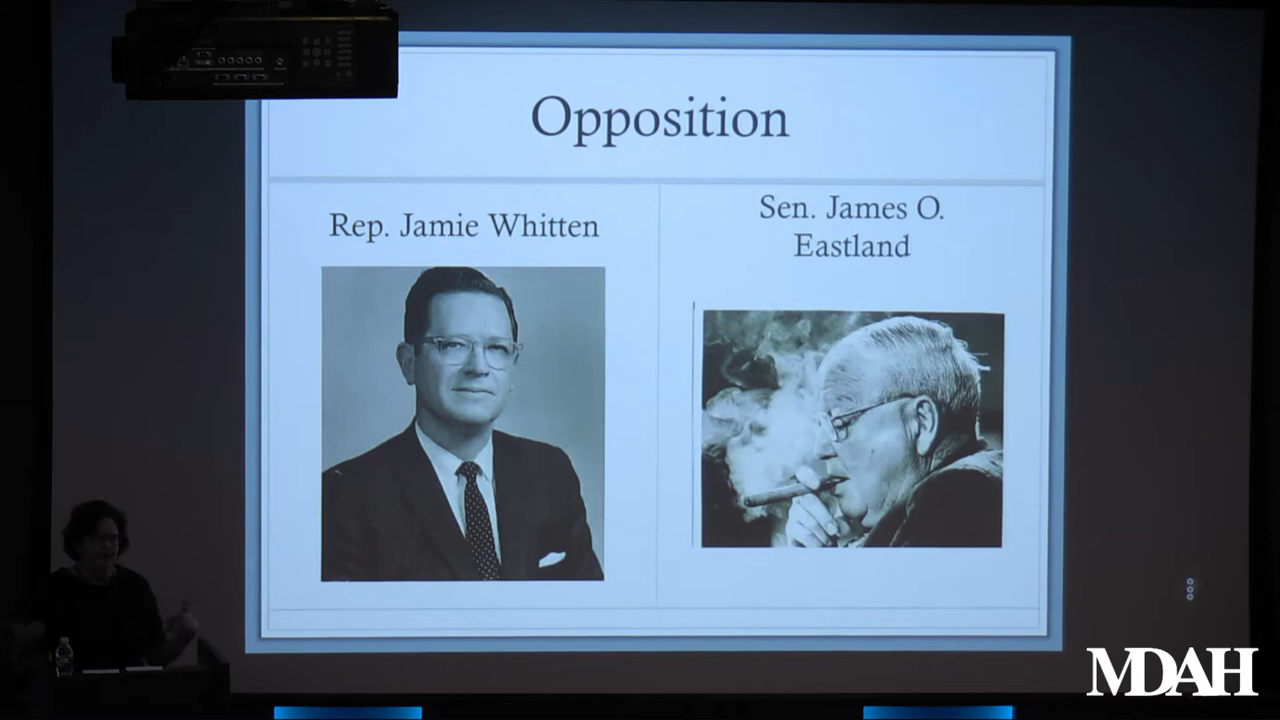 Opposition
Rep. Jamie Whitten
Sen. James O.
Eastland
MDAH